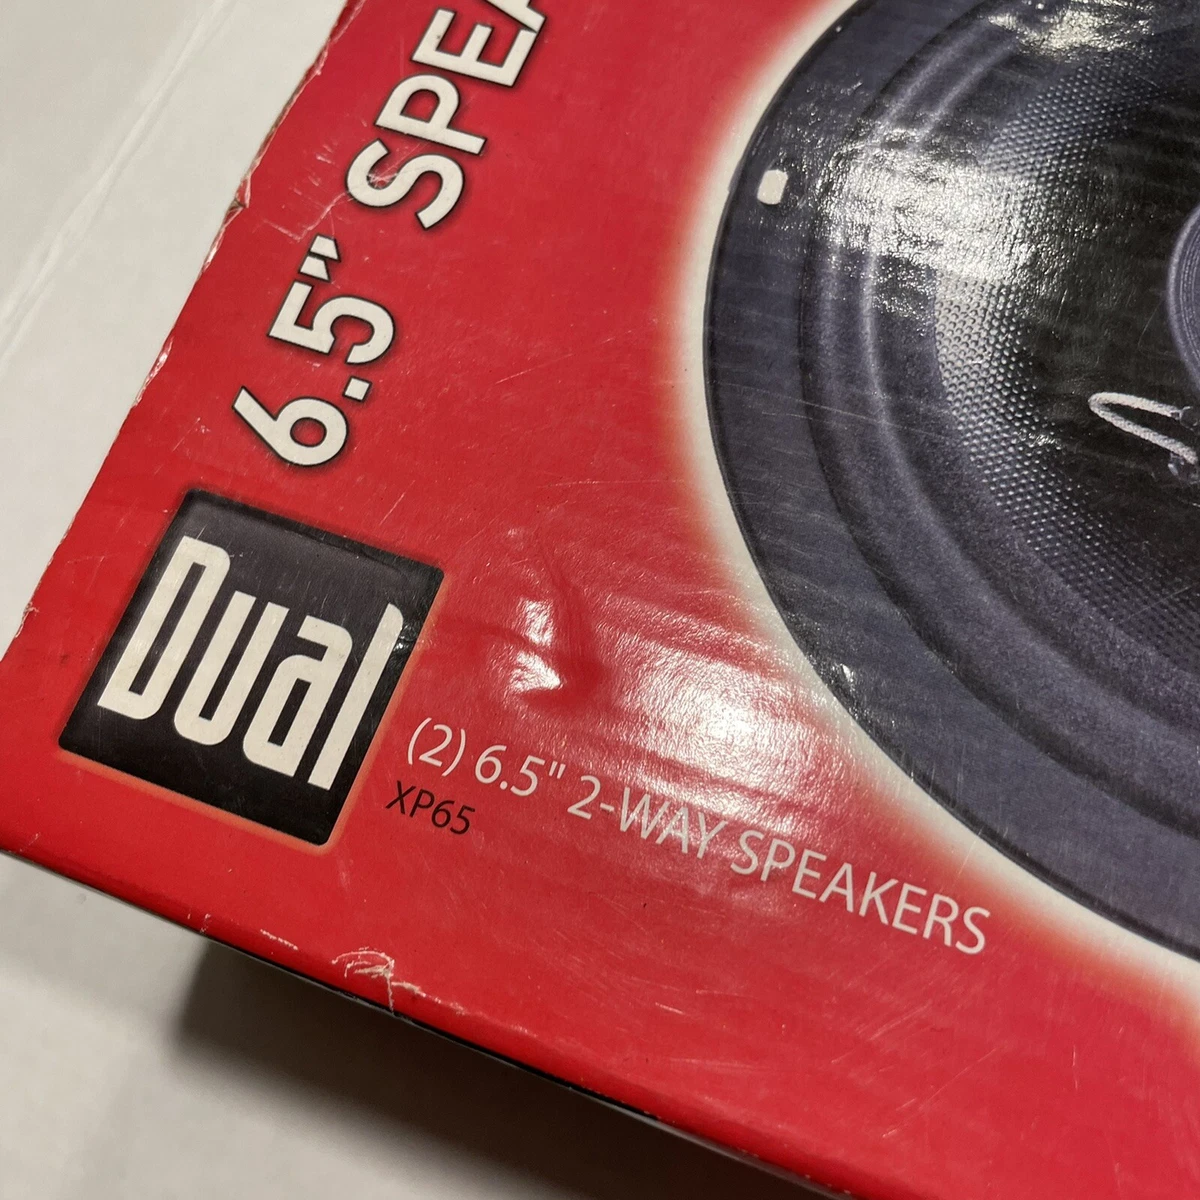 6.5" SPEA
Dual
(2) 6.5" 2-WAY SPEAKERS
XP65